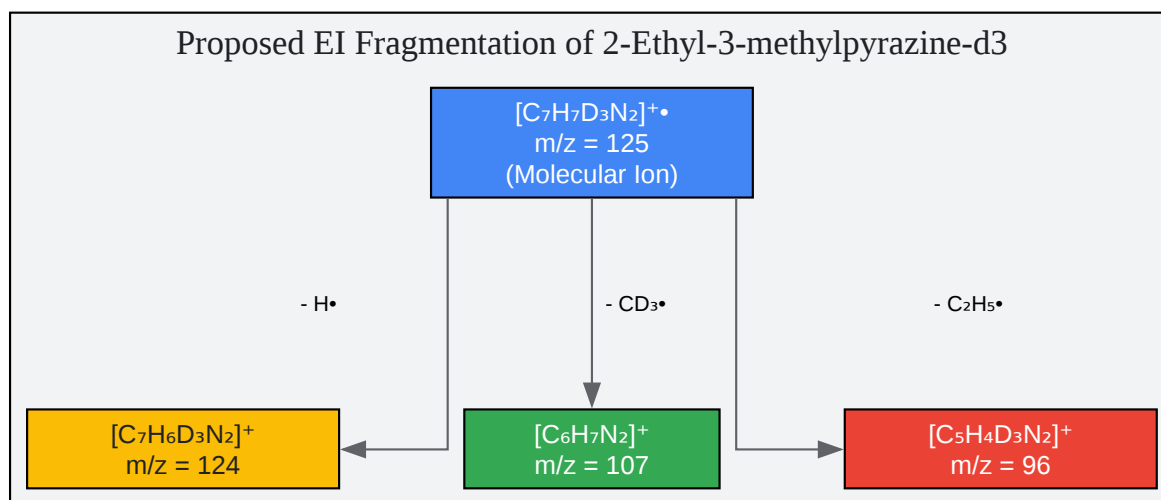 Proposed EI Fragmentation of 2-Ethyl-3-methylpyrazine-d3
[C₇H₇D₃N₂]⁺•
m/z = 125
(Molecular Ion)
- H•
- CD₃•
- C₂H₅•
[C₇H₆D₃N₂]⁺
m/z = 124
[C₆H₇N₂]⁺
m/z = 107
[C₅H₄D₃N₂]⁺
m/z = 96